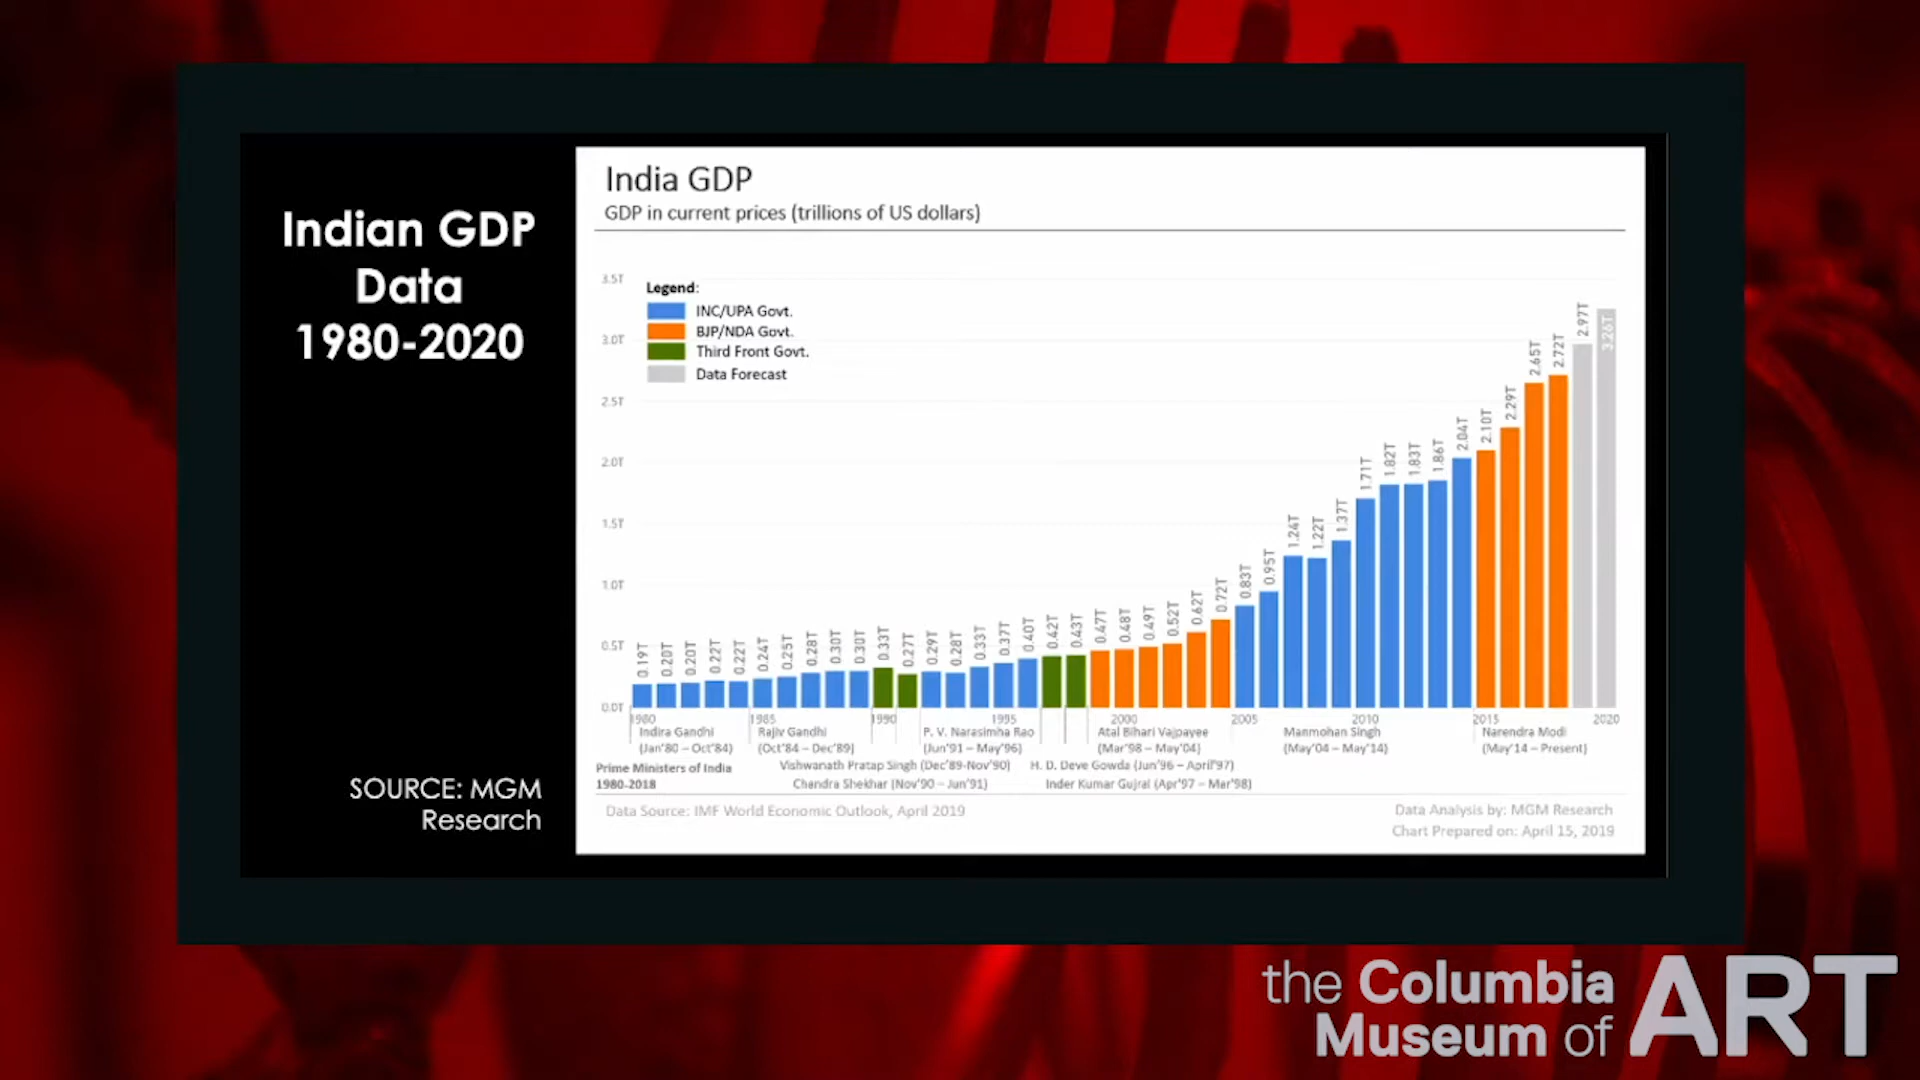 Indian GDP
Data
1980-2020
SOURCE: MGM
Research
India GDP
GDP in current prices (trillions of US dollars)
Legend:
INC/UPA Govt.
BJP/NDA Govt.
Third Front Govt.
Data Forecast
3.5T
3.0T
2.5T
2.0T
1.5T
1.0T
0.5T
0.0T
0.19T 0.20T 0.20T 0.22T 0.22T 0.24T 0.25T 0.28T 0.30T 0.30T 0.33T 0.27T 0.29T 0.28T 0.33T 0.37T 0.40T 0.42T 0.43T 0.47T 0.48T 0.49T 0.52T 0.62T 0.72T 0.83T 0.95T 1.24T 1.22T 1.37T 1.71T 1.82T 1.83T 1.86T 2.04T 2.10T 2.29T 2.65T 2.72T 2.97T 3.26T
1980 1985 1990 1995 2000 2005 2010 2015 2020
Indira Gandhi Rajiv Gandhi P. V. Narasimha Rao Atal Bihari Vajpayee Manmohan Singh Narendra Modi
(Jan'80 – Oct'84) (Oct'84 – Dec'89) (Jun'91 – May'96) (Mar'98 – May'04) (May'04 – May'14) (May'14 – Present)
Prime Ministers of India Vishwanath Pratap Singh (Dec'89-Nov'90) H. D. Deve Gowda (Jun'96 – April'97)
1980-2018 Chandra Shekhar (Nov'90 – Jun'91) Inder Kumar Gujral (Apr'97 – Mar'98)
Data Source: IMF World Economic Outlook, April 2019
Data Analysis by: MGM Research
Chart Prepared on: April 15, 2019
the Columbia
Museum of
ART